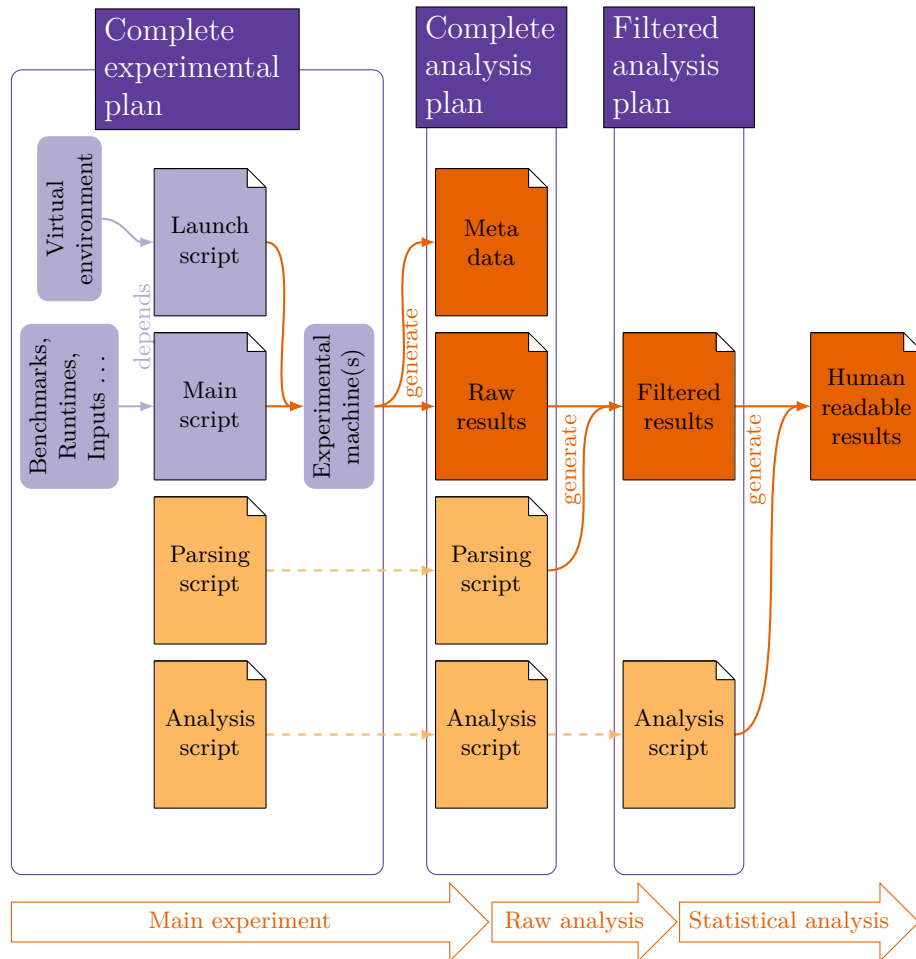 Complete
experimental
plan
Complete
analysis
plan
Filtered
analysis
plan
Virtual
environment
Launch
script
Meta
data
depends
Benchmarks,
Runtimes,
Inputs ...
Main
script
Experimental
machine(s)
generate
Raw
results
generate
Filtered
results
generate
Human
readable
results
Parsing
script
Parsing
script
Analysis
script
Analysis
script
Analysis
script
Main experiment
Raw analysis
Statistical analysis